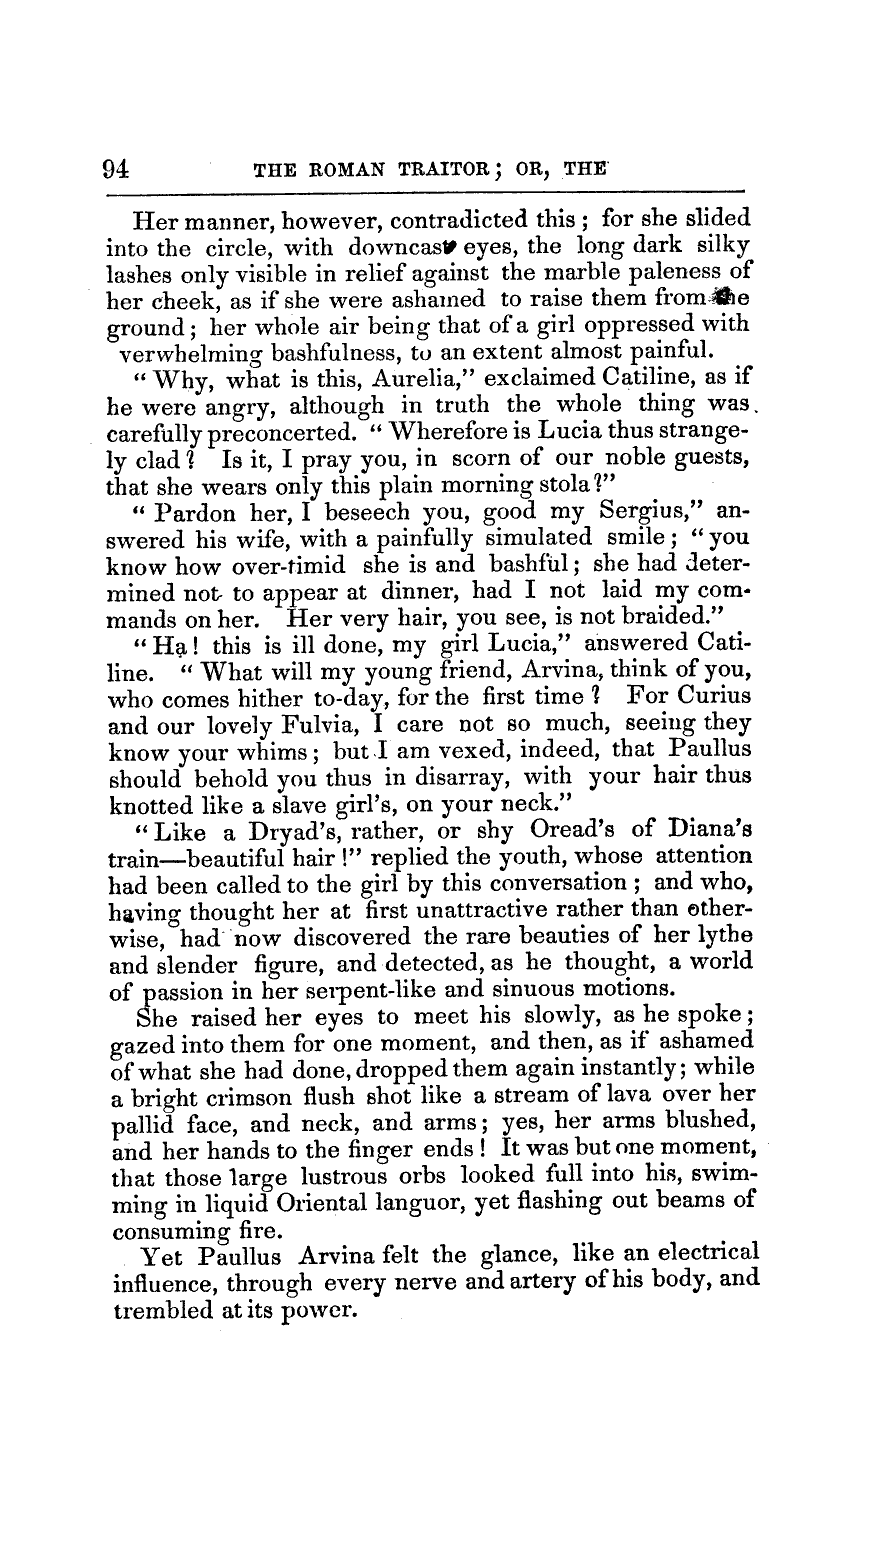 94 THE ROMAN TRAITOR; OR, THE
Her manner, however, contradicted this; for she slided
into the circle, with downcast eyes, the long dark silky
lashes only visible in relief against the marble paleness of
her cheek, as if she were ashamed to raise them from the
ground; her whole air being that of a girl oppressed with
verwhelming bashfulness, to an extent almost painful.
"Why, what is this, Aurelia," exclaimed Catiline, as if
he were angry, although in truth the whole thing was
carefully preconcerted. "Wherefore is Lucia thus strange-
ly clad? Is it, I pray you, in scorn of our noble guests,
that she wears only this plain morning stola?"
"Pardon her, I beseech you, good my Sergius," an-
swered his wife, with a painfully simulated smile; "you
know how over-timid she is and bashful; she had deter-
mined not to appear at dinner, had I not laid my com-
mands on her. Her very hair, you see, is not braided."
"Ha! this is ill done, my girl Lucia," answered Cati-
line. "What will my young friend, Arvina, think of you,
who comes hither to-day, for the first time? For Curius
and our lovely Fulvia, I care not so much, seeing they
know your whims; but I am vexed, indeed, that Paullus
should behold you thus in disarray, with your hair thus
knotted like a slave girl's, on your neck."
"Like a Dryad's, rather, or shy Oread's of Diana's
train—beautiful hair!" replied the youth, whose attention
had been called to the girl by this conversation; and who,
having thought her at first unattractive rather than other-
wise, had now discovered the rare beauties of her lythe
and slender figure, and detected, as he thought, a world
of passion in her serpent-like and sinuous motions.
She raised her eyes to meet his slowly, as he spoke;
gazed into them for one moment, and then, as if ashamed
of what she had done, dropped them again instantly; while
a bright crimson flush shot like a stream of lava over her
pallid face, and neck, and arms; yes, her arms blushed,
and her hands to the finger ends! It was but one moment,
that those large lustrous orbs looked full into his, swim-
ming in liquid Oriental languor, yet flashing out beams of
consuming fire.
Yet Paullus Arvina felt the glance, like an electrical
influence, through every nerve and artery of his body, and
trembled at its power.